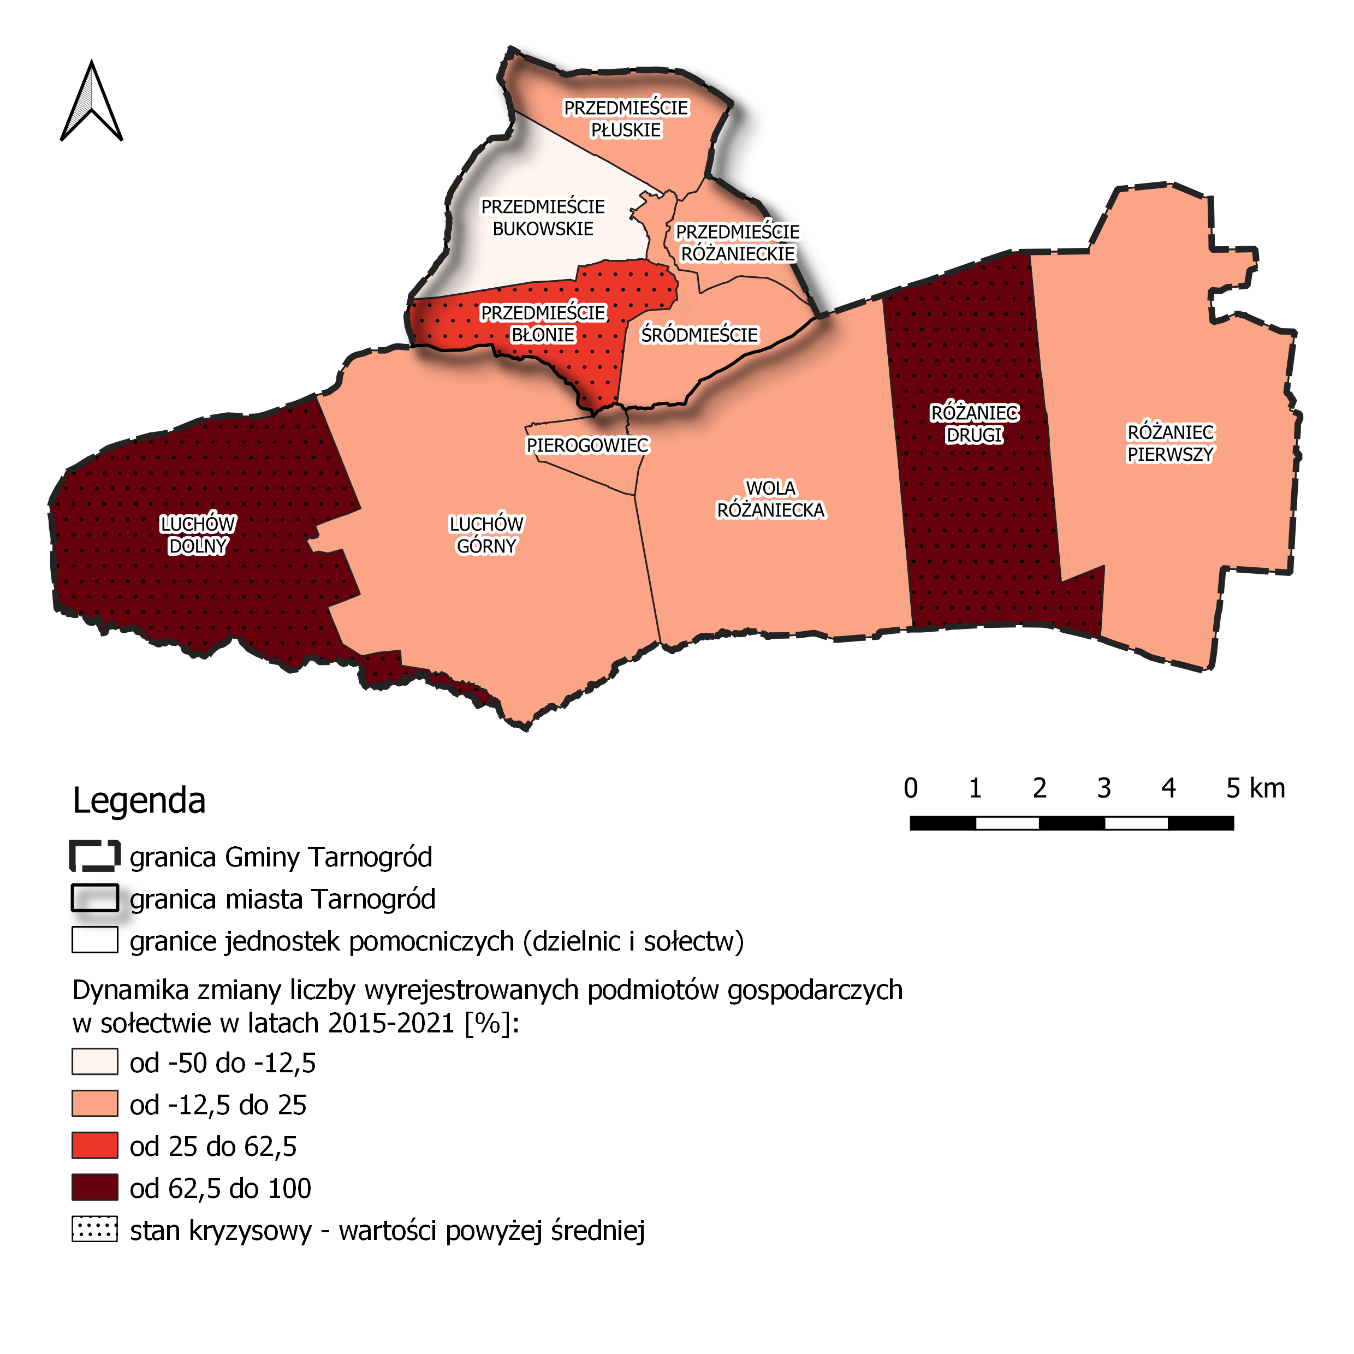 PRZEDMIEŚCIE
PŁUSKIE
PRZEDMIEŚCIE
BUKOWSKIE
PRZEDMIEŚCIE
RÓŻANIECKIE
PRZEDMIEŚCIE
BŁONIE
ŚRÓDMIEŚCIE
RÓŻANIEC
DRUGI
RÓŻANIEC
PIERWSZY
PIEROGOWIEC
WOLA
RÓŻANIECKA
LUCHÓW
DOLNY
LUCHÓW
GÓRNY
0 1 2 3 4 5 km
Legenda
granica Gminy Tarnogród
granica miasta Tarnogród
granice jednostek pomocniczych (dzielnic i sołectw)
Dynamika zmiany liczby wyrejestrowanych podmiotów gospodarczych
w sołectwie w latach 2015-2021 [%]:
od -50 do -12,5
od -12,5 do 25
od 25 do 62,5
od 62,5 do 100
stan kryzysowy - wartości powyżej średniej